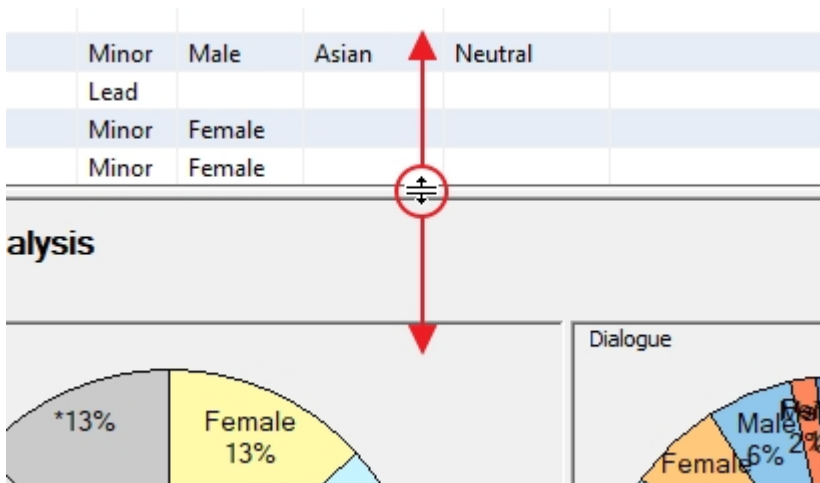 Minor Male Asian Neutral
Lead
Minor Female
Minor Female
alysis
Dialogue
*13%
Female
13%
Male
6%
Female